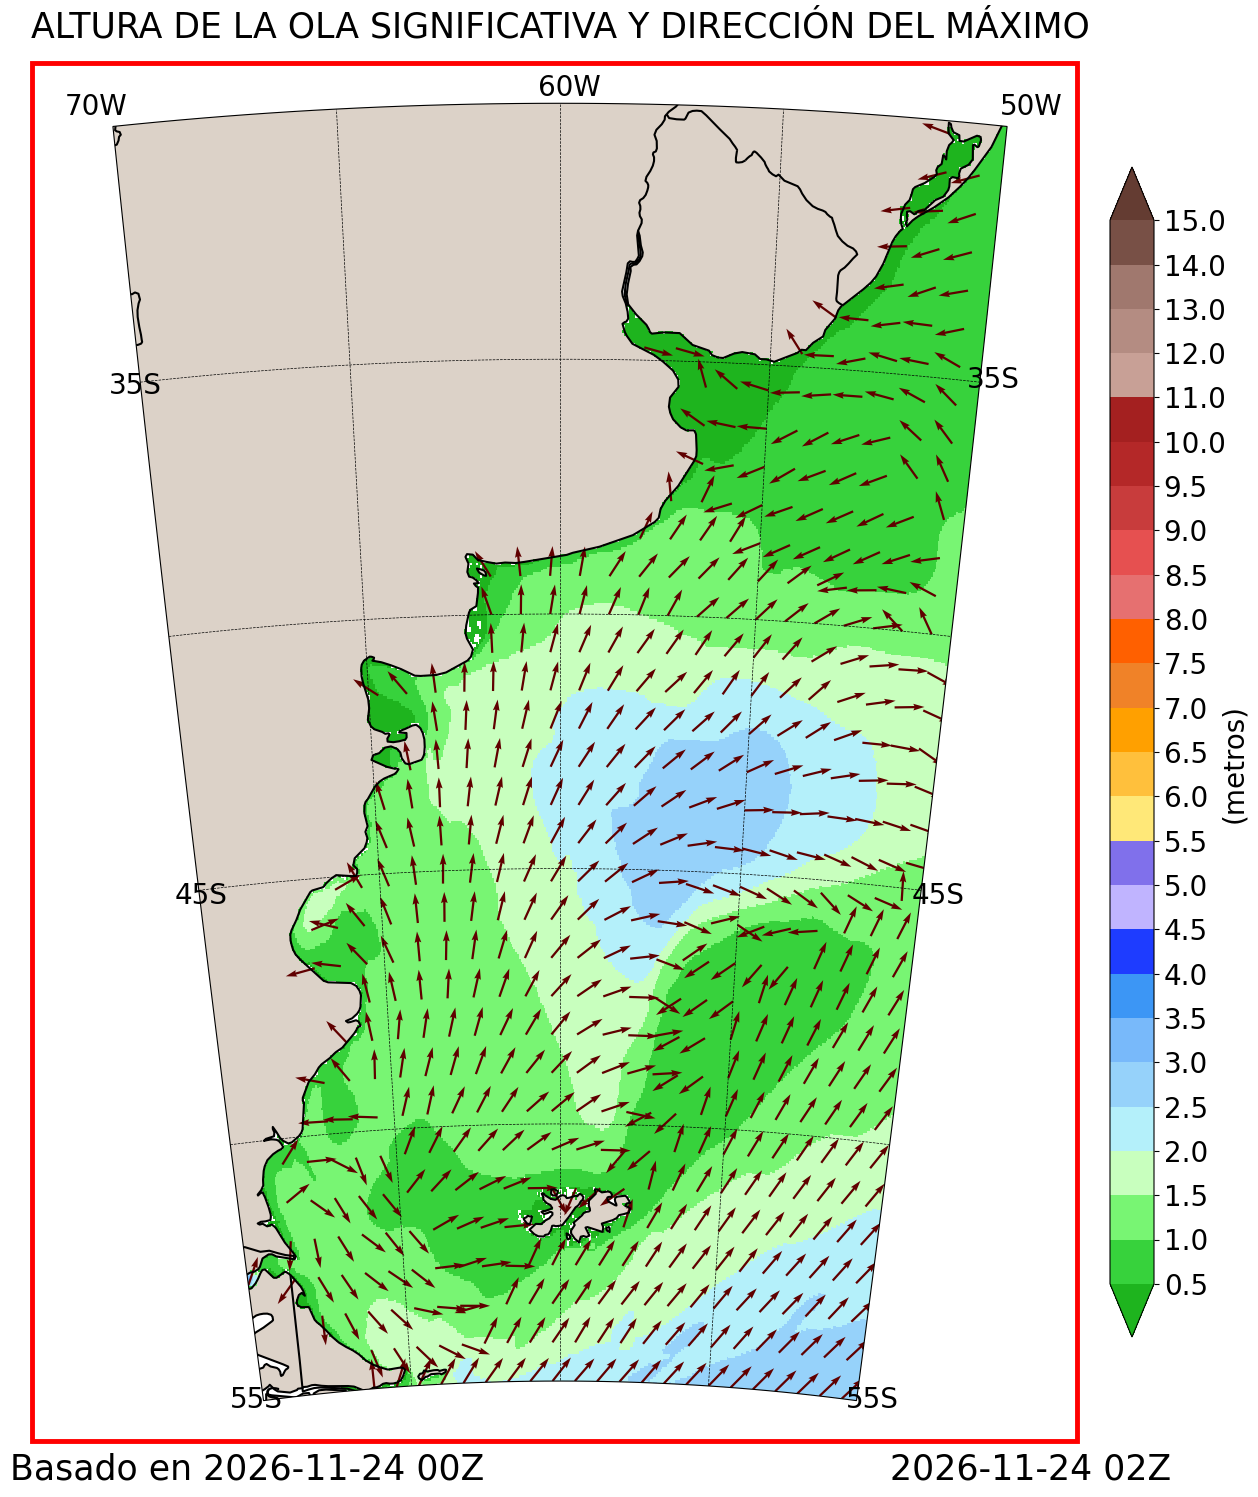 ALTURA DE LA OLA SIGNIFICATIVA Y DIRECCIÓN DEL MÁXIMO
70W
60W
50W
35S
35S
45S
45S
55S
55S
15.0
14.0
13.0
12.0
11.0
10.0
9.5
9.0
8.5
8.0
7.5
7.0
6.5
6.0
5.5
5.0
4.5
4.0
3.5
3.0
2.5
2.0
1.5
1.0
0.5
(metros)
Basado en 2026-11-24 00Z
2026-11-24 02Z